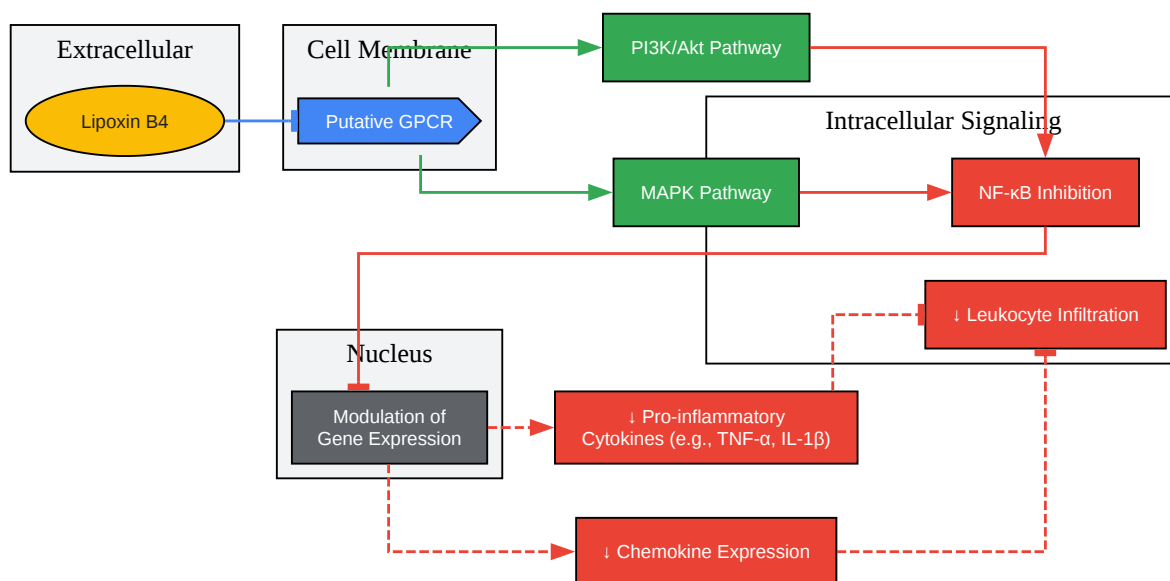 Extracellular
Lipoxin B4
Cell Membrane
Putative GPCR
PI3K/Akt Pathway
Intracellular Signaling
MAPK Pathway
NF-κB Inhibition
↓ Leukocyte Infiltration
Nucleus
Modulation of
Gene Expression
↓ Pro-inflammatory
Cytokines (e.g., TNF-α, IL-1β)
↓ Chemokine Expression